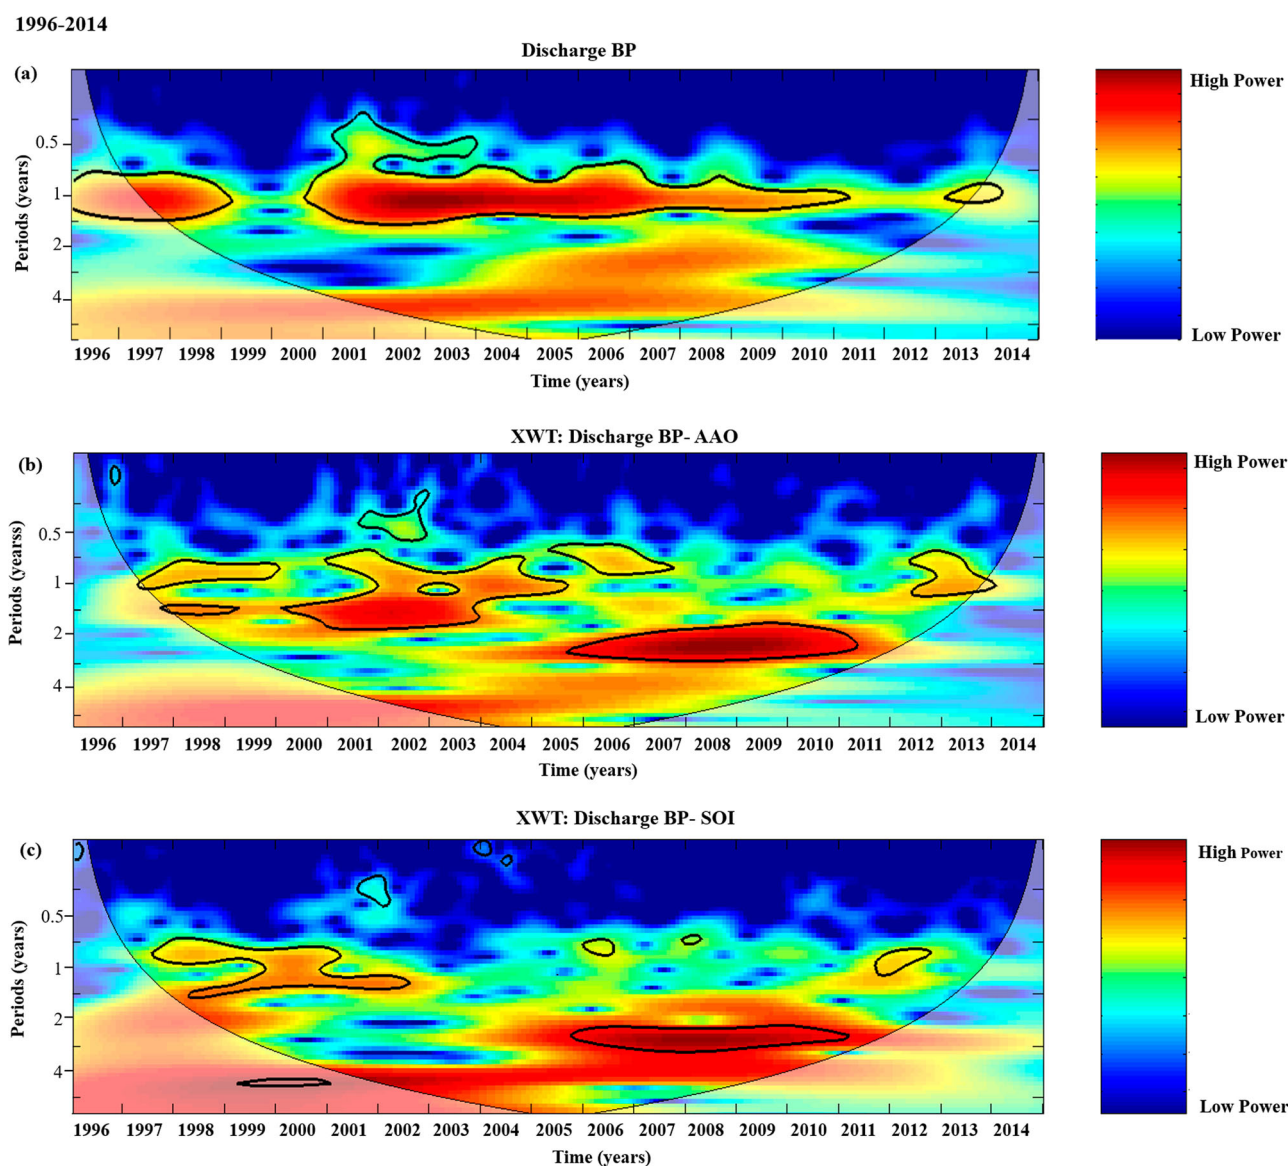 1996-2014
Discharge BP
(a)
High Power
0.5
1
2
4
Periods (years)
Low Power
1996 1997 1998 1999 2000 2001 2002 2003 2004 2005 2006 2007 2008 2009 2010 2011 2012 2013 2014
Time (years)
XWT: Discharge BP- AAO
(b)
High Power
0.5
1
2
4
Periods (yearss)
Low Power
1996 1997 1998 1999 2000 2001 2002 2003 2004 2005 2006 2007 2008 2009 2010 2011 2012 2013 2014
Time (years)
XWT: Discharge BP- SOI
(c)
High Power
0.5
1
2
4
Periods (years)
Low Power
1996 1997 1998 1999 2000 2001 2002 2003 2004 2005 2006 2007 2008 2009 2010 2011 2012 2013 2014
Time (years)